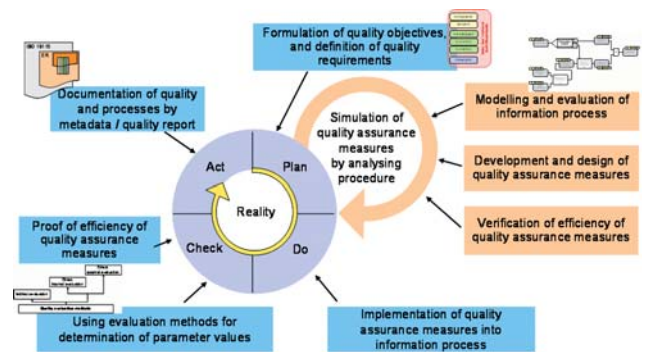 Formulation of quality objectives,
and definition of quality
requirements
Documentation of quality
and processes by
metadata / quality report
Simulation of
quality assurance
measures
by analysing
procedure
Modelling and evaluation of
information process
Development and design of
quality assurance measures
Verification of efficiency of
quality assurance measures
Act
Plan
Reality
Check
Do
Proof of efficiency of
quality assurance
measures
Quality evaluation methods
Using evaluation methods for
determination of parameter values
Implementation of quality
assurance measures into
information process